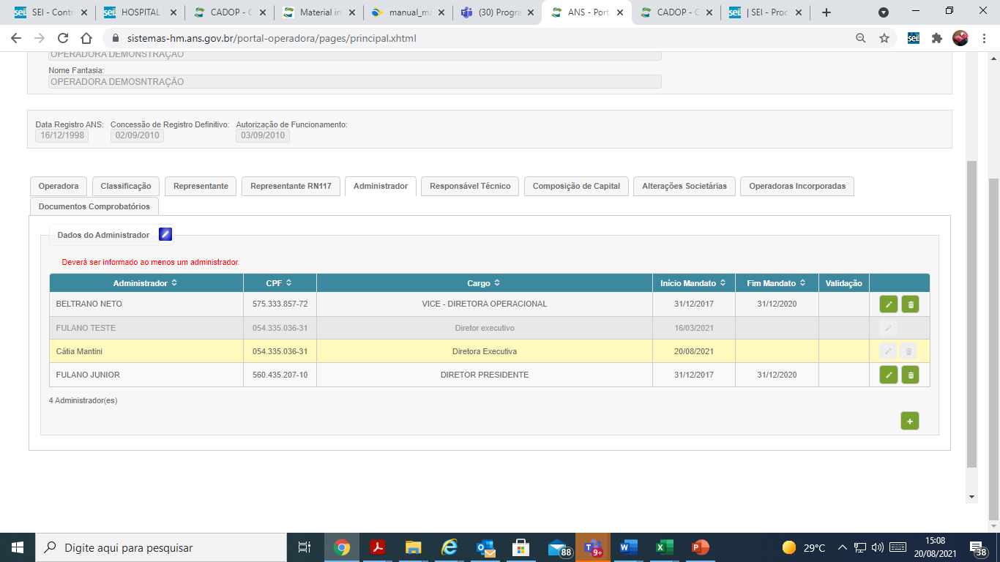 SEI - Contr
HOSPITAL
CADOP - C
Material in
manual_ma
(30) Progra
ANS - Port
CADOP - C
| SEI - Proc
sistemas-hm.ans.gov.br/portal-operadora/pages/principal.xhtml
OPERADORA DEMONSTRAÇÃO
Nome Fantasia:
OPERADORA DEMOSNTRAÇÃO
Data Registro ANS: Concessão de Registro Definitivo: Autorização de Funcionamento:
16/12/1998 02/09/2010 03/09/2010
Operadora Classificação Representante Representante RN117 Administrador Responsável Técnico Composição de Capital Alterações Societárias Operadoras Incorporadas
Documentos Comprobatórios
Dados do Administrador
Deverá ser informado ao menos um administrador.
Administrador CPF Cargo Início Mandato Fim Mandato Validação
BELTRANO NETO 575.333.857-72 VICE - DIRETORA OPERACIONAL 31/12/2017 31/12/2020
FULANO TESTE 054.335.036-31 Diretor executivo 16/03/2021
Cátia Mantini 054.335.036-31 Diretora Executiva 20/08/2021
FULANO JUNIOR 560.435.207-10 DIRETOR PRESIDENTE 31/12/2017 31/12/2020
4 Administrador(es)
Digite aqui para pesquisar
88
9+
29°C
15:08
20/08/2021
38